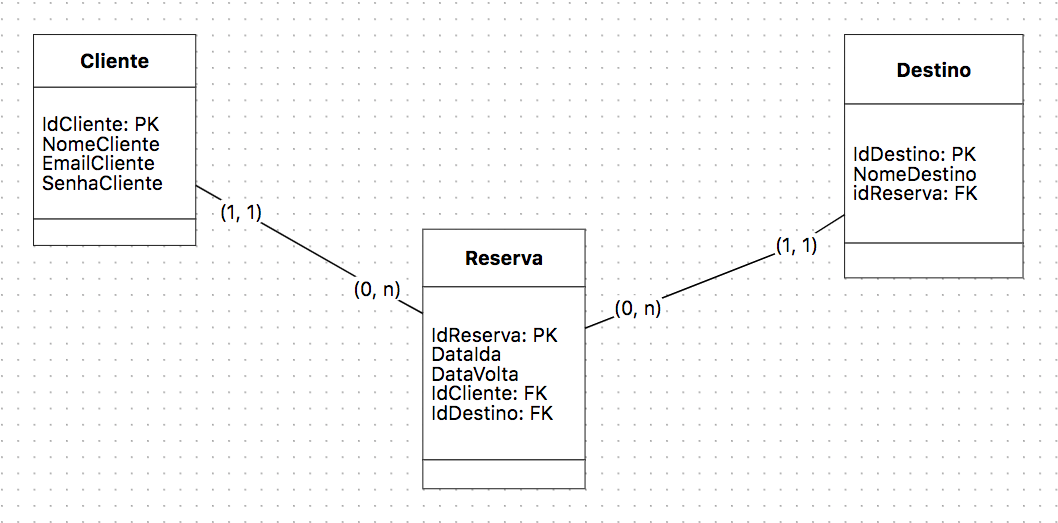 Cliente
IdCliente: PK
NomeCliente
EmailCliente
SenhaCliente
(1, 1)
(0, n)
Reserva
IdReserva: PK
DataIda
DataVolta
IdCliente: FK
IdDestino: FK
(0, n)
(1, 1)
Destino
IdDestino: PK
NomeDestino
idReserva: FK